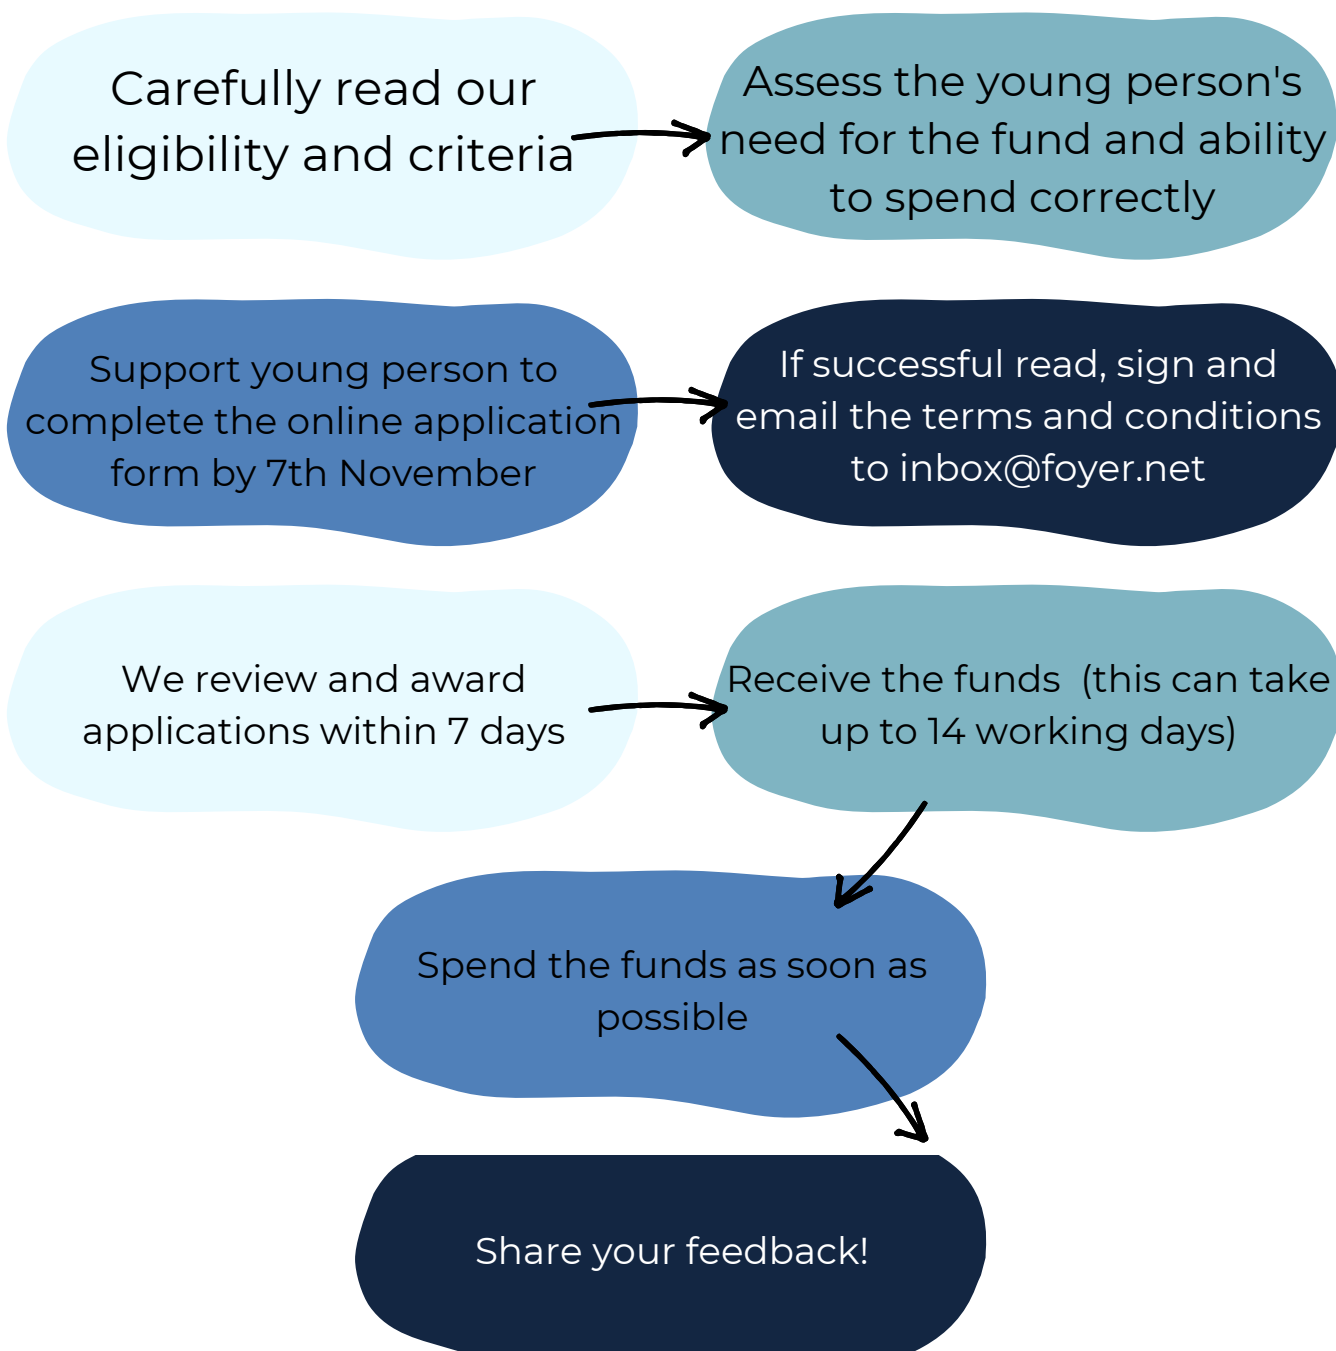 Carefully read our
eligibility and criteria
Assess the young person's
need for the fund and ability
to spend correctly
Support young person to
complete the online application
form by 7th November
If successful read, sign and
email the terms and conditions
to inbox@foyer.net
We review and award
applications within 7 days
Receive the funds (this can take
up to 14 working days)
Spend the funds as soon as
possible
Share your feedback!